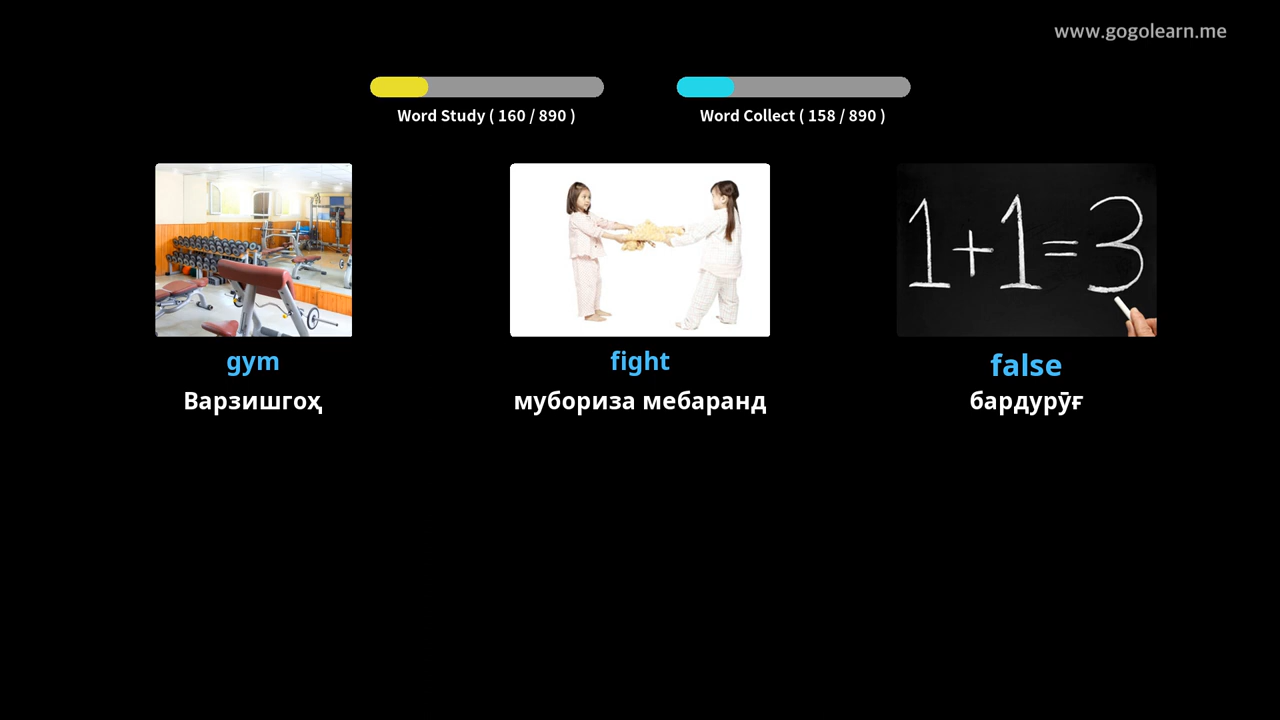 www.gogolearn.me
Word Study ( 160 / 890 )
Word Collect ( 158 / 890 )
1+1=3
gym
fight
false
Варзишгоҳ
мубориза мебаранд
бардурӯғ